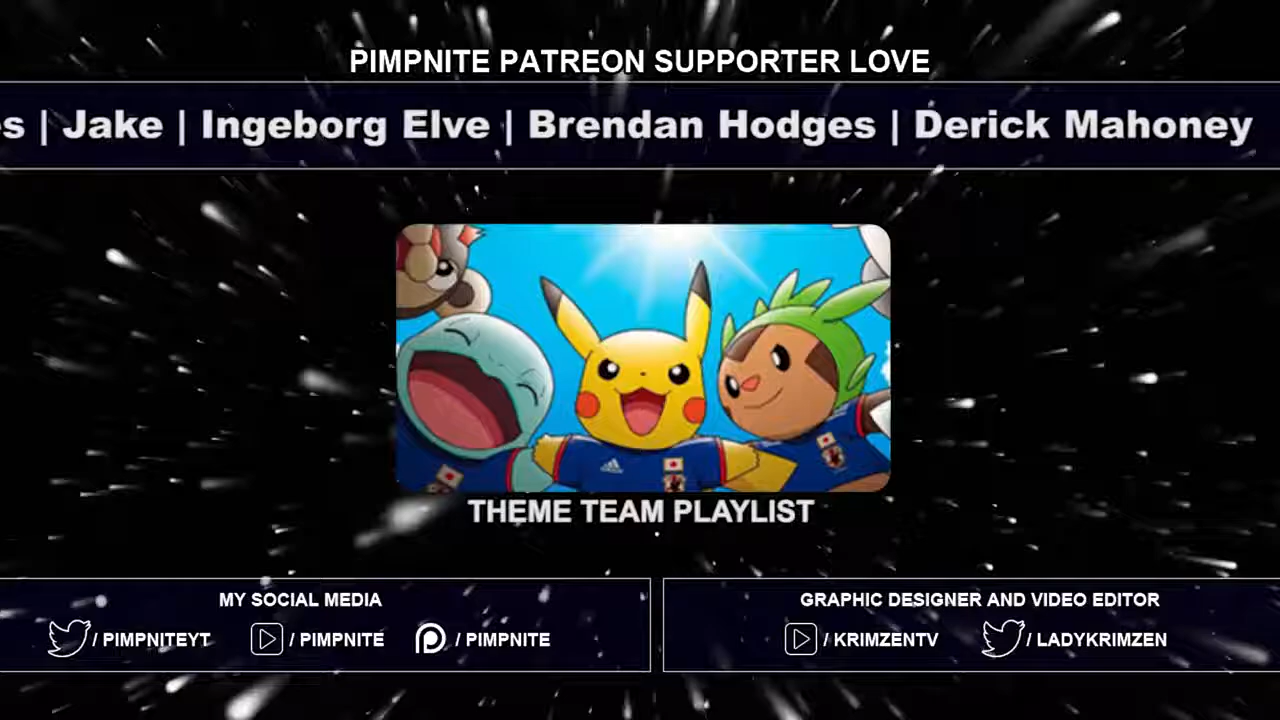 PIMPNITE PATREON SUPPORTER LOVE
s | Jake | Ingeborg Elve | Brendan Hodges | Derick Mahoney
THEME TEAM PLAYLIST
MY SOCIAL MEDIA
/ PIMPNITEYT / PIMPNITE / PIMPNITE
GRAPHIC DESIGNER AND VIDEO EDITOR
/ KRIMZENTV / LADYKRIMZEN